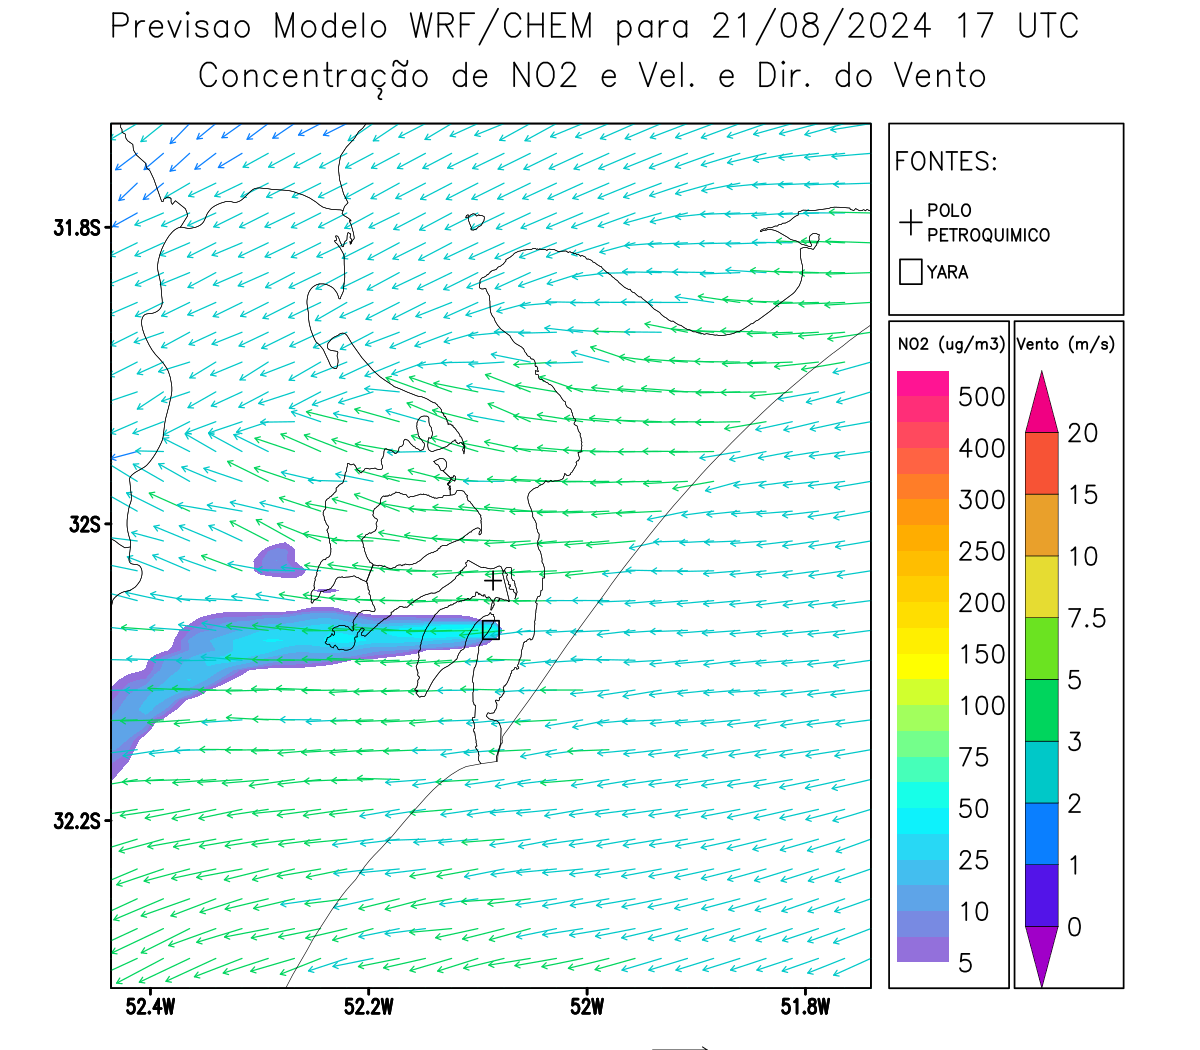 Previsao Modelo WRF/CHEM para 21/08/2024 17 UTC
Concentração de NO2 e Vel. e Dir. do Vento
FONTES:
POLO
PETROQUIMICO
YARA
NO2 (ug/m3)
500
400
300
250
200
150
100
75
50
25
10
5
Vento (m/s)
20
15
10
7.5
5
3
2
1
0
31.8S
32S
32.2S
52.4W
52.2W
52W
51.8W